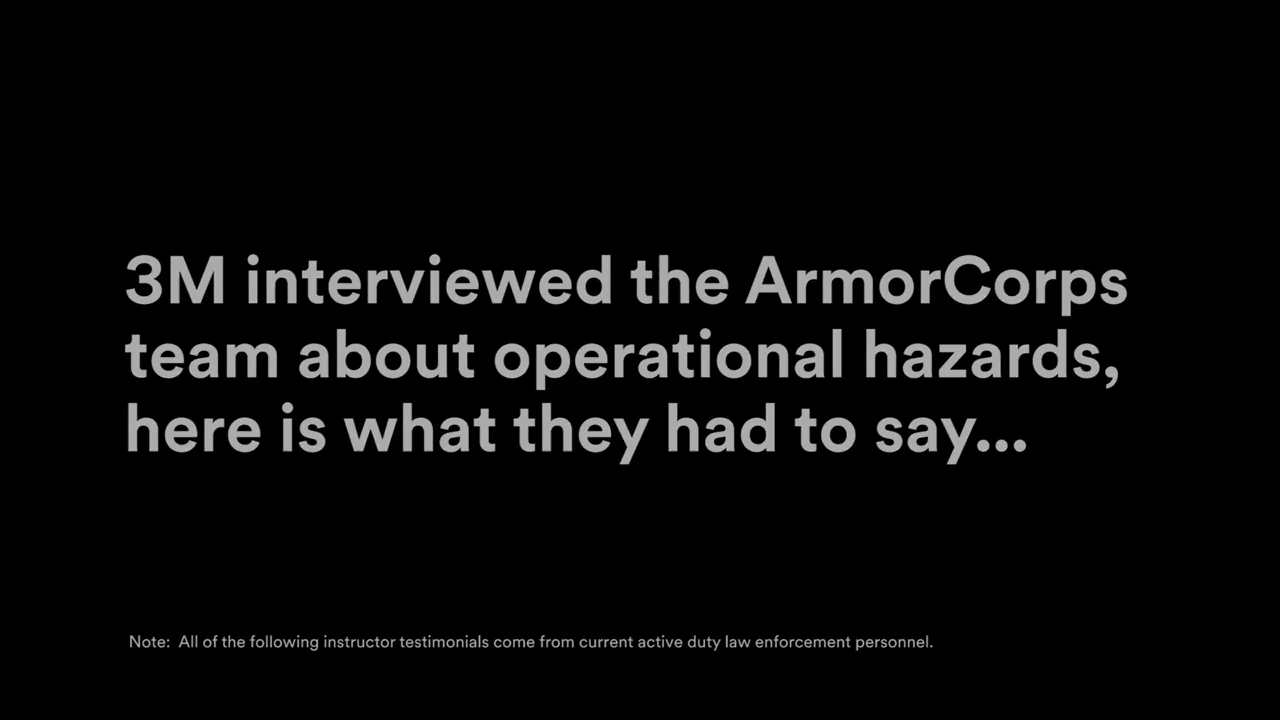 3M interviewed the ArmorCorps
team about operational hazards,
here is what they had to say...
Note:  All of the following instructor testimonials come from current active duty law enforcement personnel.